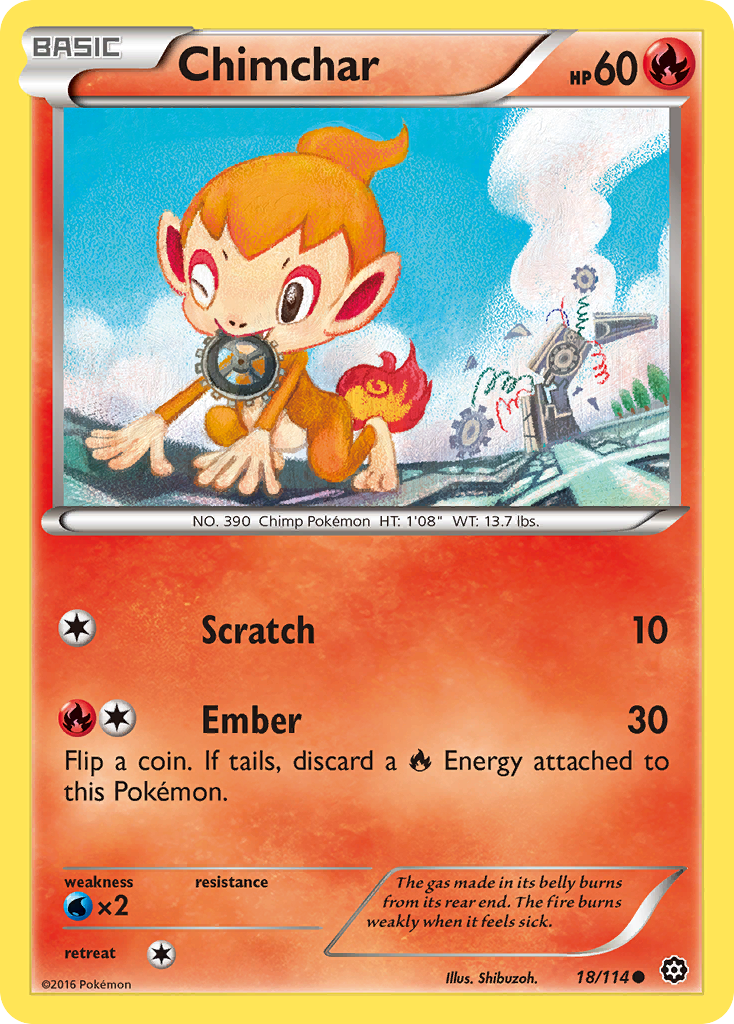 BASIC
Chimchar
HP60
NO. 390 Chimp Pokémon HT: 1'08" WT: 13.7 lbs.
Scratch 10
Ember 30
Flip a coin. If tails, discard a Energy attached to
this Pokémon.
weakness resistance
×2
retreat
The gas made in its belly burns
from its rear end. The fire burns
weakly when it feels sick.
©2016 Pokémon
Illus. Shibuzoh. 18/114